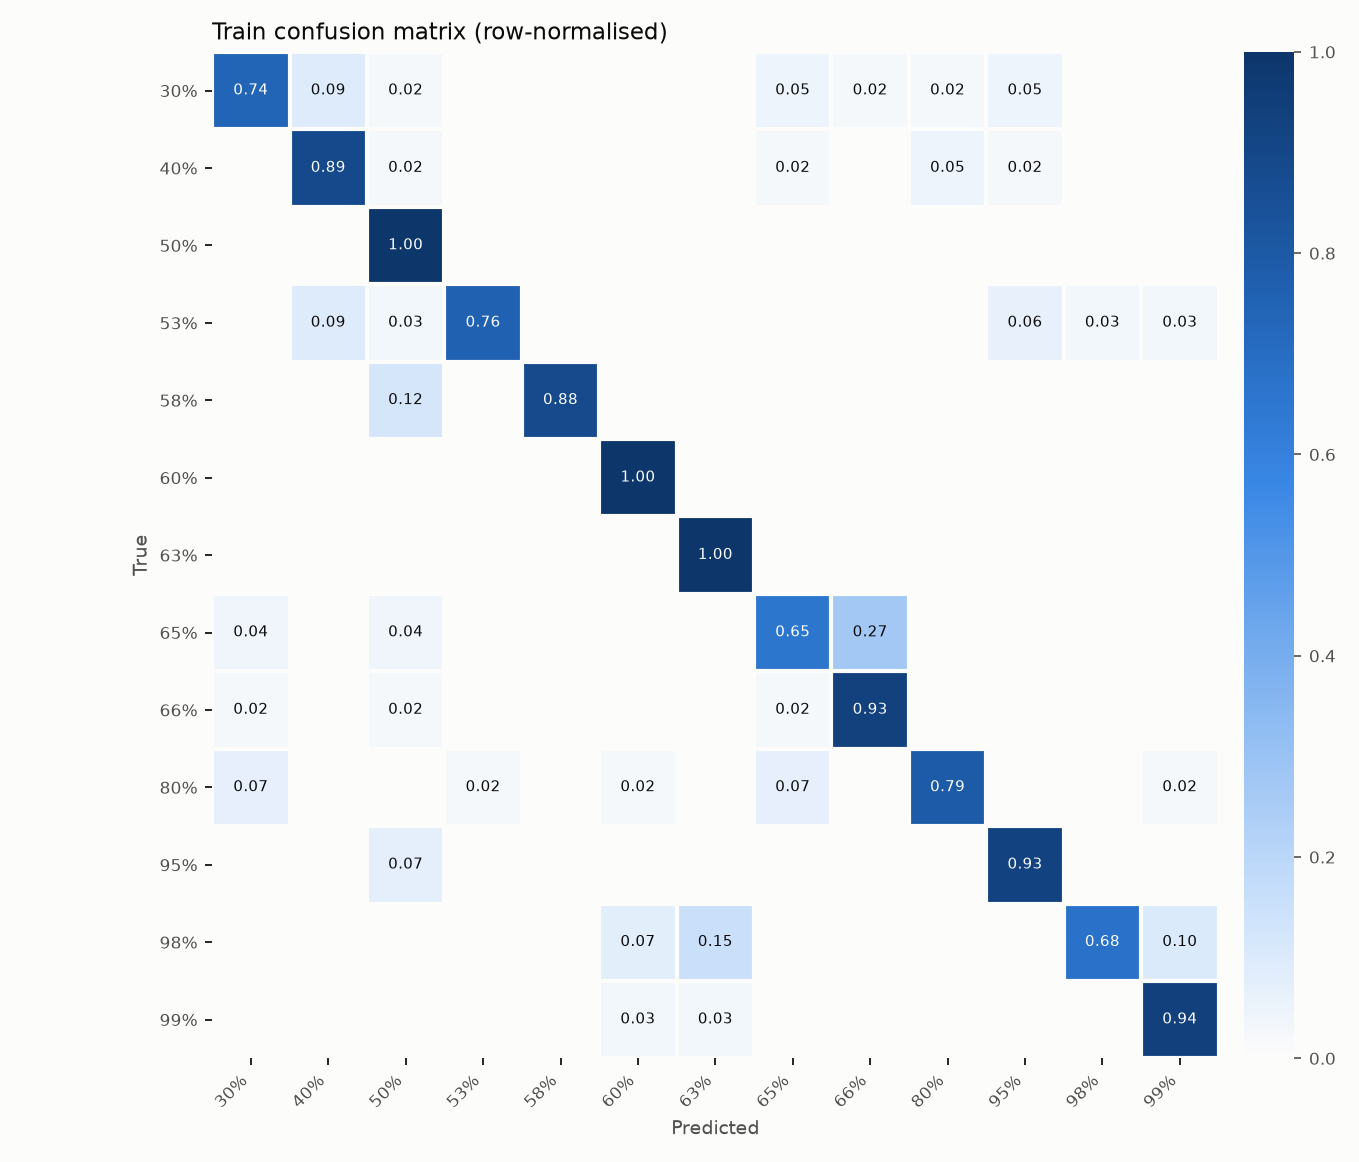 Train confusion matrix (row-normalised)
1.0
30% 0.74 0.09 0.02 0.05 0.02 0.02 0.05
40% 0.89 0.02 0.02 0.05 0.02
50% 1.00
0.8
53% 0.09 0.03 0.76 0.06 0.03 0.03
58% 0.12 0.88
0.6
60% 1.00
True
63% 1.00
65% 0.04 0.04 0.65 0.27
0.4
66% 0.02 0.02 0.02 0.93
80% 0.07 0.02 0.02 0.07 0.79 0.02
0.2
95% 0.07 0.93
98% 0.07 0.15 0.68 0.10
99% 0.03 0.03 0.94
0.0
30% 40% 50% 53% 58% 60% 63% 65% 66% 80% 95% 98% 99%
Predicted